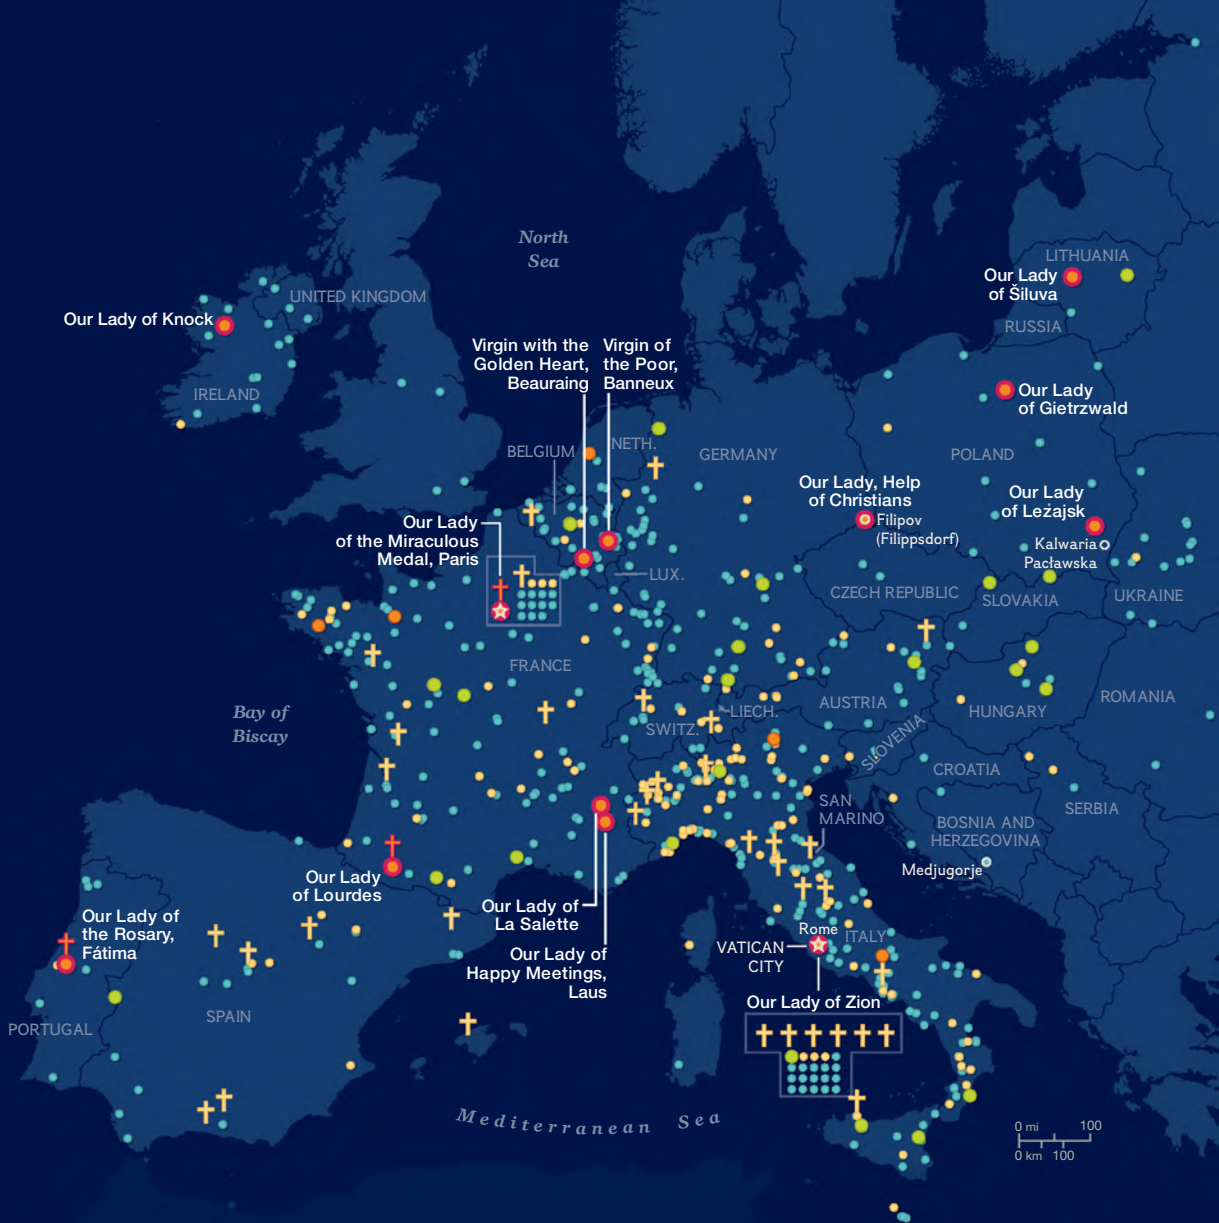 North
Sea
LITHUANIA
Our Lady
of Šiluva
RUSSIA
UNITED KINGDOM
Our Lady of Knock
IRELAND
Virgin with the
Golden Heart,
Beauraing
Virgin of
the Poor,
Banneux
Our Lady
of Gietrzwald
BELGIUM
NETH.
GERMANY
POLAND
Our Lady, Help
of Christians
Filipov
(Filippsdorf)
Our Lady
of Leżajsk
Kalwaria
Pacławska
Our Lady
of the Miraculous
Medal, Paris
LUX.
CZECH REPUBLIC
SLOVAKIA
UKRAINE
FRANCE
Bay of
Biscay
LIECH.
SWITZ.
AUSTRIA
HUNGARY
ROMANIA
SLOVENIA
CROATIA
SAN
MARINO
SERBIA
BOSNIA AND
HERZEGOVINA
Medjugorje
Our Lady
of Lourdes
Our Lady of
La Salette
Our Lady of
the Rosary,
Fátima
Our Lady of
Happy Meetings,
Laus
Rome
ITALY
VATICAN
CITY
Our Lady of Zion
PORTUGAL
SPAIN
Mediterranean Sea
0 mi 100
0 km 100